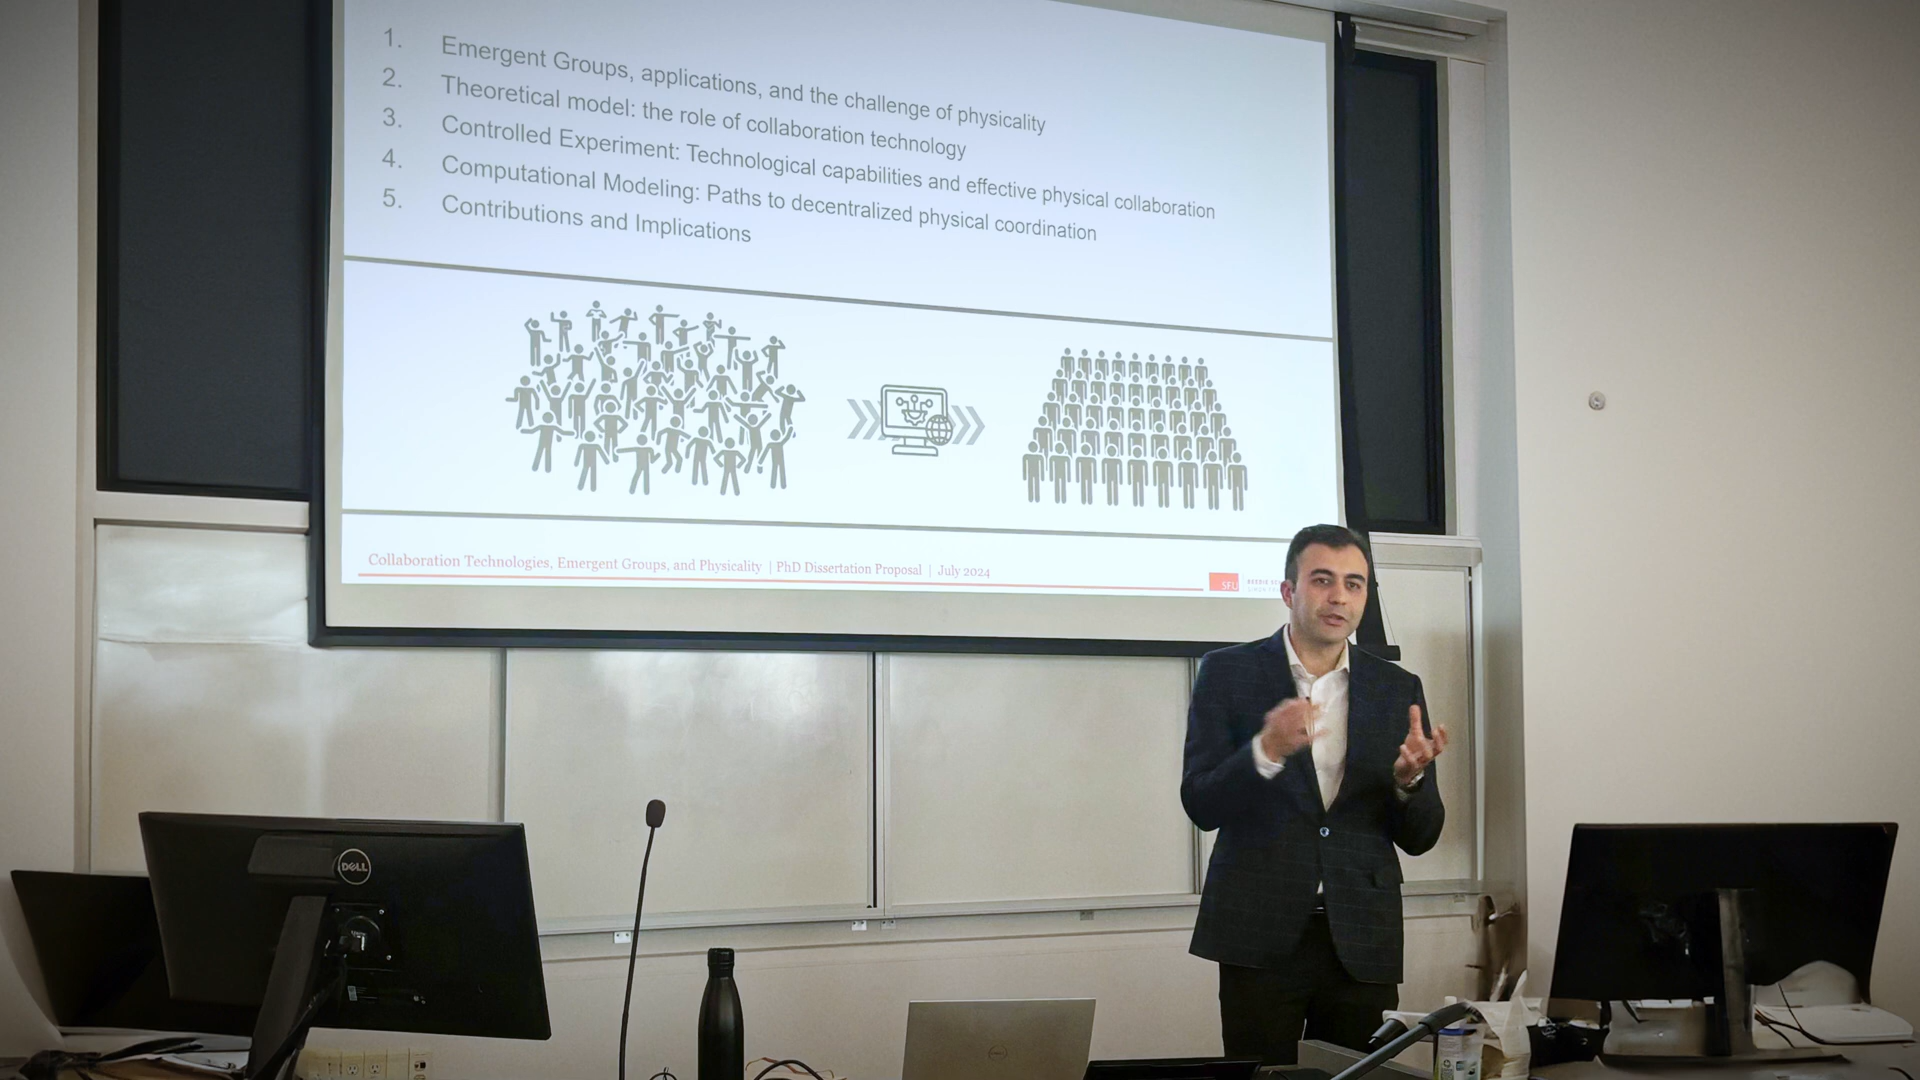 1. Emergent Groups, applications, and the challenge of physicality
2. Theoretical model: the role of collaboration technology
3. Controlled Experiment: Technological capabilities and effective physical collaboration
4. Computational Modeling: Paths to decentralized physical coordination
5. Contributions and Implications
Collaboration Technologies, Emergent Groups, and Physicality | PhD Dissertation Proposal | July 2024
SFU
DELL